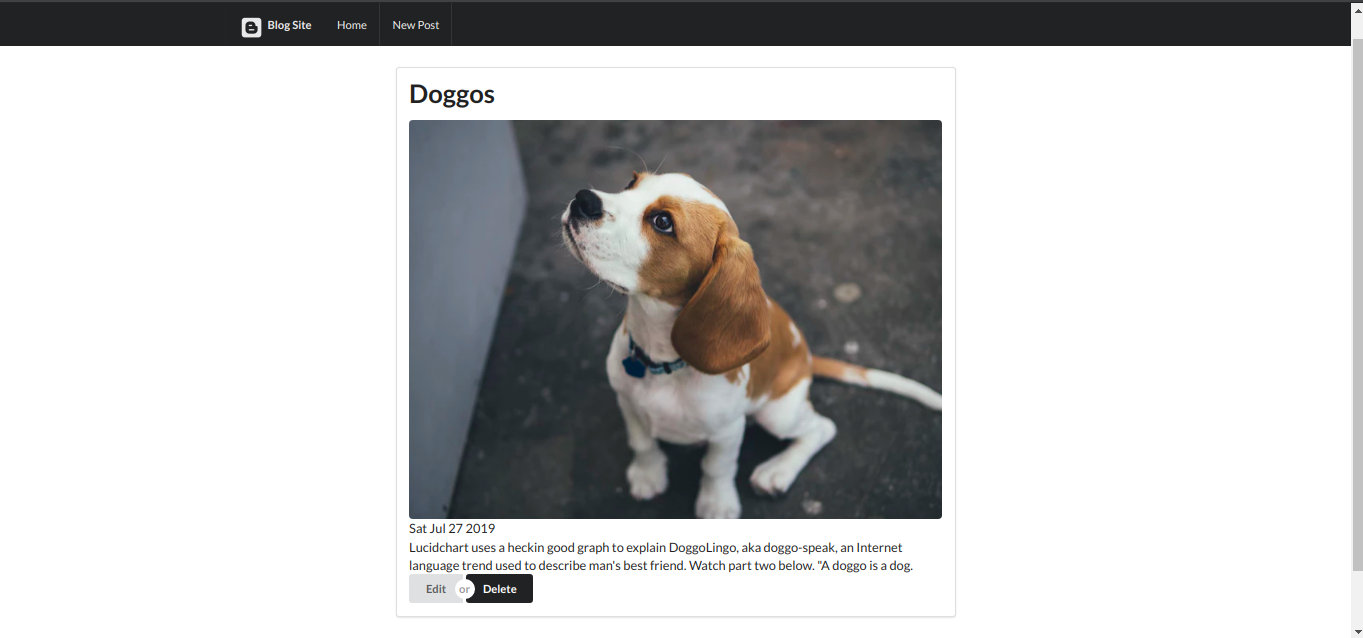 Blog Site
Home
New Post
Doggos
Sat Jul 27 2019
Lucidchart uses a heckin good graph to explain DoggoLingo, aka doggo-speak, an Internet
language trend used to describe man's best friend. Watch part two below. "A doggo is a dog.
Edit or Delete